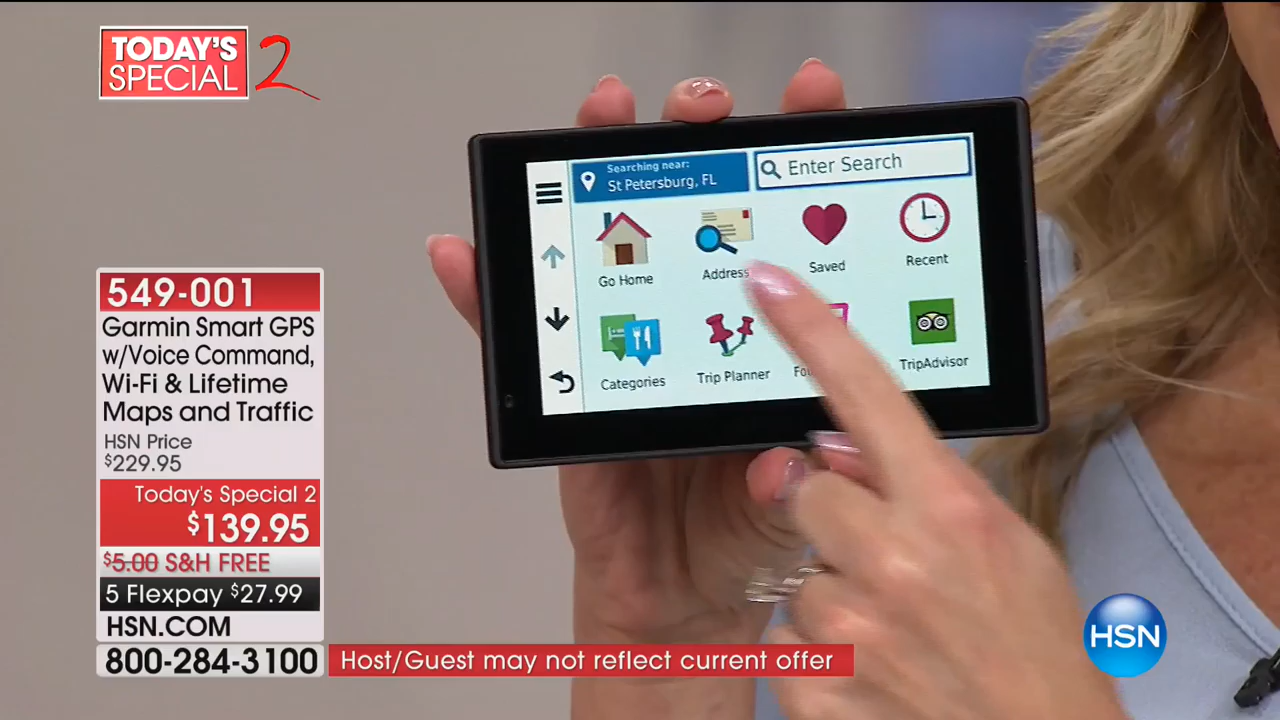 TODAY'S
SPECIAL 2
Searching near:
St Petersburg, FL
Enter Search
Go Home
Address
Saved
Recent
Categories
Trip Planner
TripAdvisor
549-001
Garmin Smart GPS
w/Voice Command,
Wi-Fi & Lifetime
Maps and Traffic
HSN Price
$229.95
Today's Special 2
$139.95
$5.00 S&H FREE
5 Flexpay $27.99
HSN.COM
800-284-3100
Host/Guest may not reflect current offer
HSN